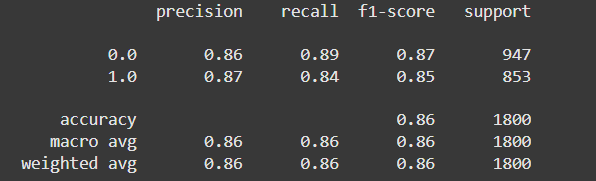 precision recall f1-score support
0.0 0.86 0.89 0.87 947
1.0 0.87 0.84 0.85 853
accuracy 0.86 1800
macro avg 0.86 0.86 0.86 1800
weighted avg 0.86 0.86 0.86 1800